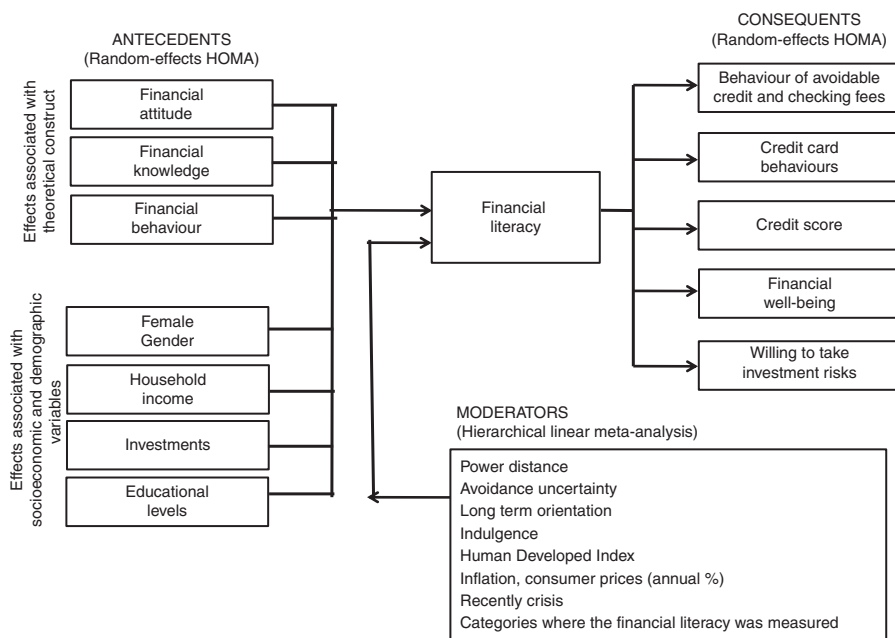 ANTECEDENTS
(Random-effects HOMA)
Effects associated with
theoretical construct
Financial
attitude
Financial
knowledge
Financial
behaviour
Effects associated with
socioeconomic and demographic
variables
Female
Gender
Household
income
Investments
Educational
levels
Financial
literacy
CONSEQUENTS
(Random-effects HOMA)
Behaviour of avoidable
credit and checking fees
Credit card
behaviours
Credit score
Financial
well-being
Willing to take
investment risks
MODERATORS
(Hierarchical linear meta-analysis)
Power distance
Avoidance uncertainty
Long term orientation
Indulgence
Human Developed Index
Inflation, consumer prices (annual %)
Recently crisis
Categories where the financial literacy was measured